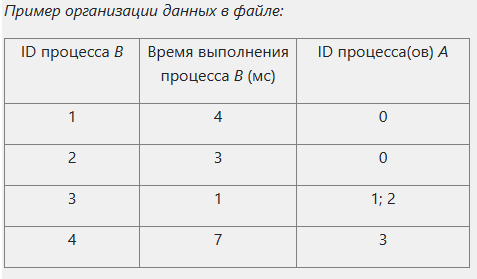 Пример организации данных в файле:
ID процесса B Время выполнения процесса B (мс) ID процесса(ов) A
1 4 0
2 3 0
3 1 1; 2
4 7 3